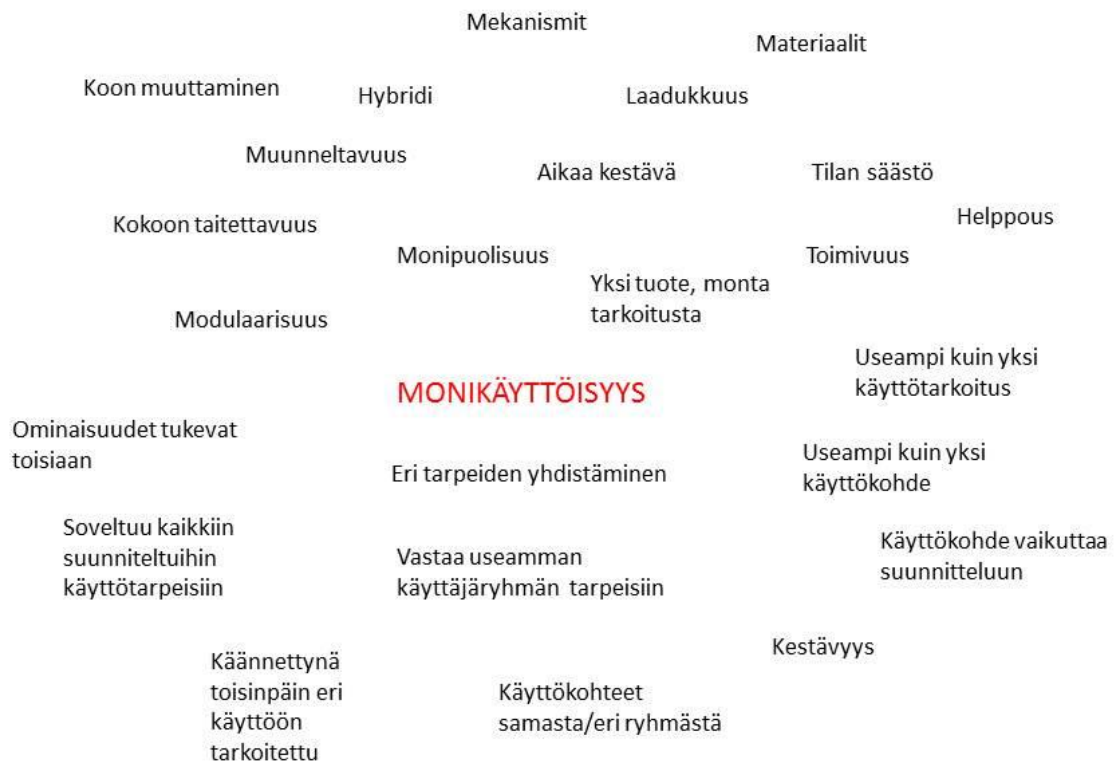 Mekanismit
Materiaalit
Koon muuttaminen
Hybridi
Laadukkuus
Muunneltavuus
Aikaa kestävä
Tilan säästö
Kokoon taitettavuus
Helppous
Monipuolisuus
Toimivuus
Yksi tuote, monta
tarkoitusta
Modulaarisuus
Useampi kuin yksi
käyttötarkoitus
MONIKÄYTTÖISYYS
Ominaisuudet tukevat
toisiaan
Eri tarpeiden yhdistäminen
Useampi kuin yksi
käyttökohde
Soveltuu kaikkiin
suunniteltuihin
käyttötarpeisiin
Vastaa useamman
käyttäjäryhmän tarpeisiin
Käyttökohde vaikuttaa
suunnitteluun
Kestävyys
Käännettynä
toisinpäin eri
käyttöön
tarkoitettu
Käyttökohteet
samasta/eri ryhmästä